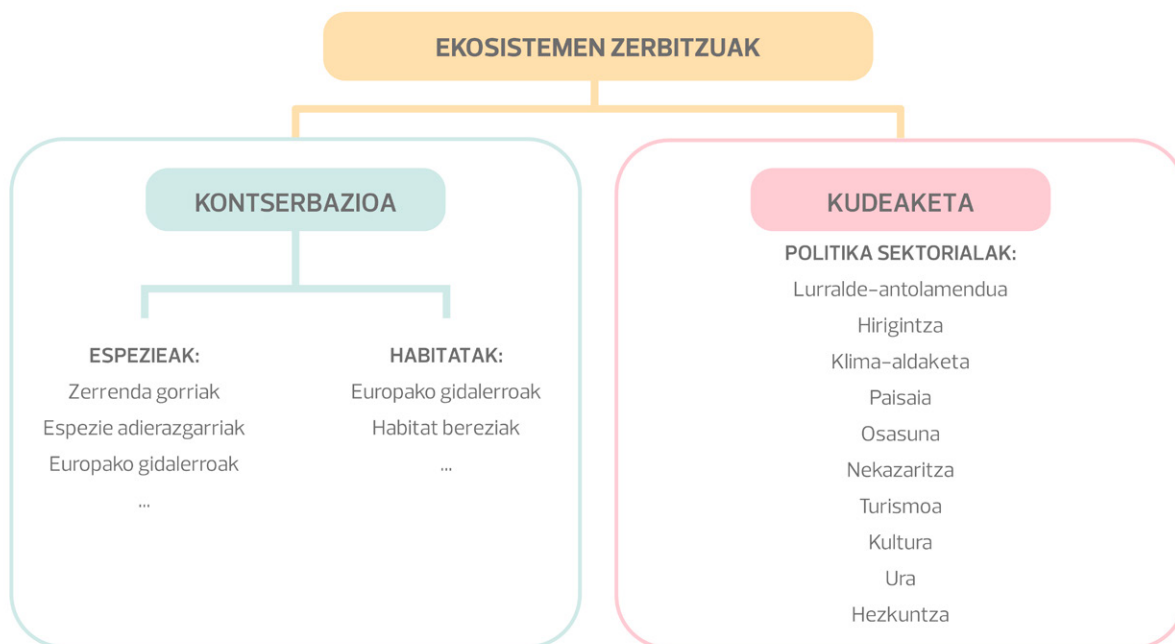 EKOSISTEMEN ZERBITZUAK
KONTSERBAZIOA
ESPEZIEAK:
Zerrenda gorriak
Espezie adierazgarriak
Europako gidalerroak
...
HABITATAK:
Europako gidalerroak
Habitat bereziak
...
KUDEAKETA
POLITIKA SEKTORIALAK:
Lurralde-antolamendua
Hirigintza
Klima-aldaketa
Paisaia
Osasuna
Nekazaritza
Turismoa
Kultura
Ura
Hezkuntza